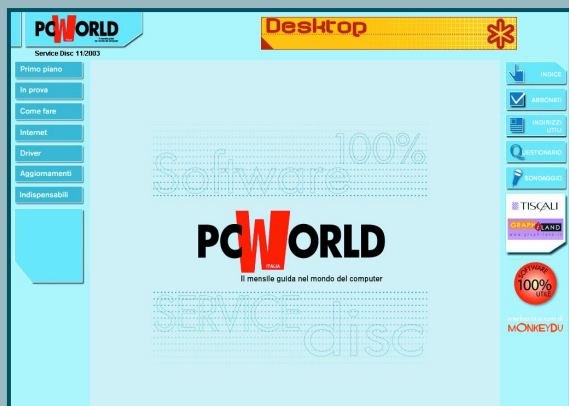 PCWORLD
Service Disc 11/2003
Desktop
Primo piano
In prova
Come fare
Internet
Driver
Aggiornamenti
Indispensabili
100%
Software
PCWORLD
ITALIA
Il mensile guida nel mondo del computer
SERVICE
disc
INDICE
ABBONATI
INDIRIZZI
UTILI
QUESTIONARIO
SONDAGGIO
TISCALI
LAND
SOFTWARE
100%
UTILE
MONKEYDU